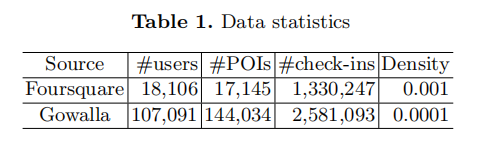 Table 1. Data statistics
Source #users #POIs #check-ins Density
Foursquare 18,106 17,145 1,330,247 0.001
Gowalla 107,091 144,034 2,581,093 0.0001